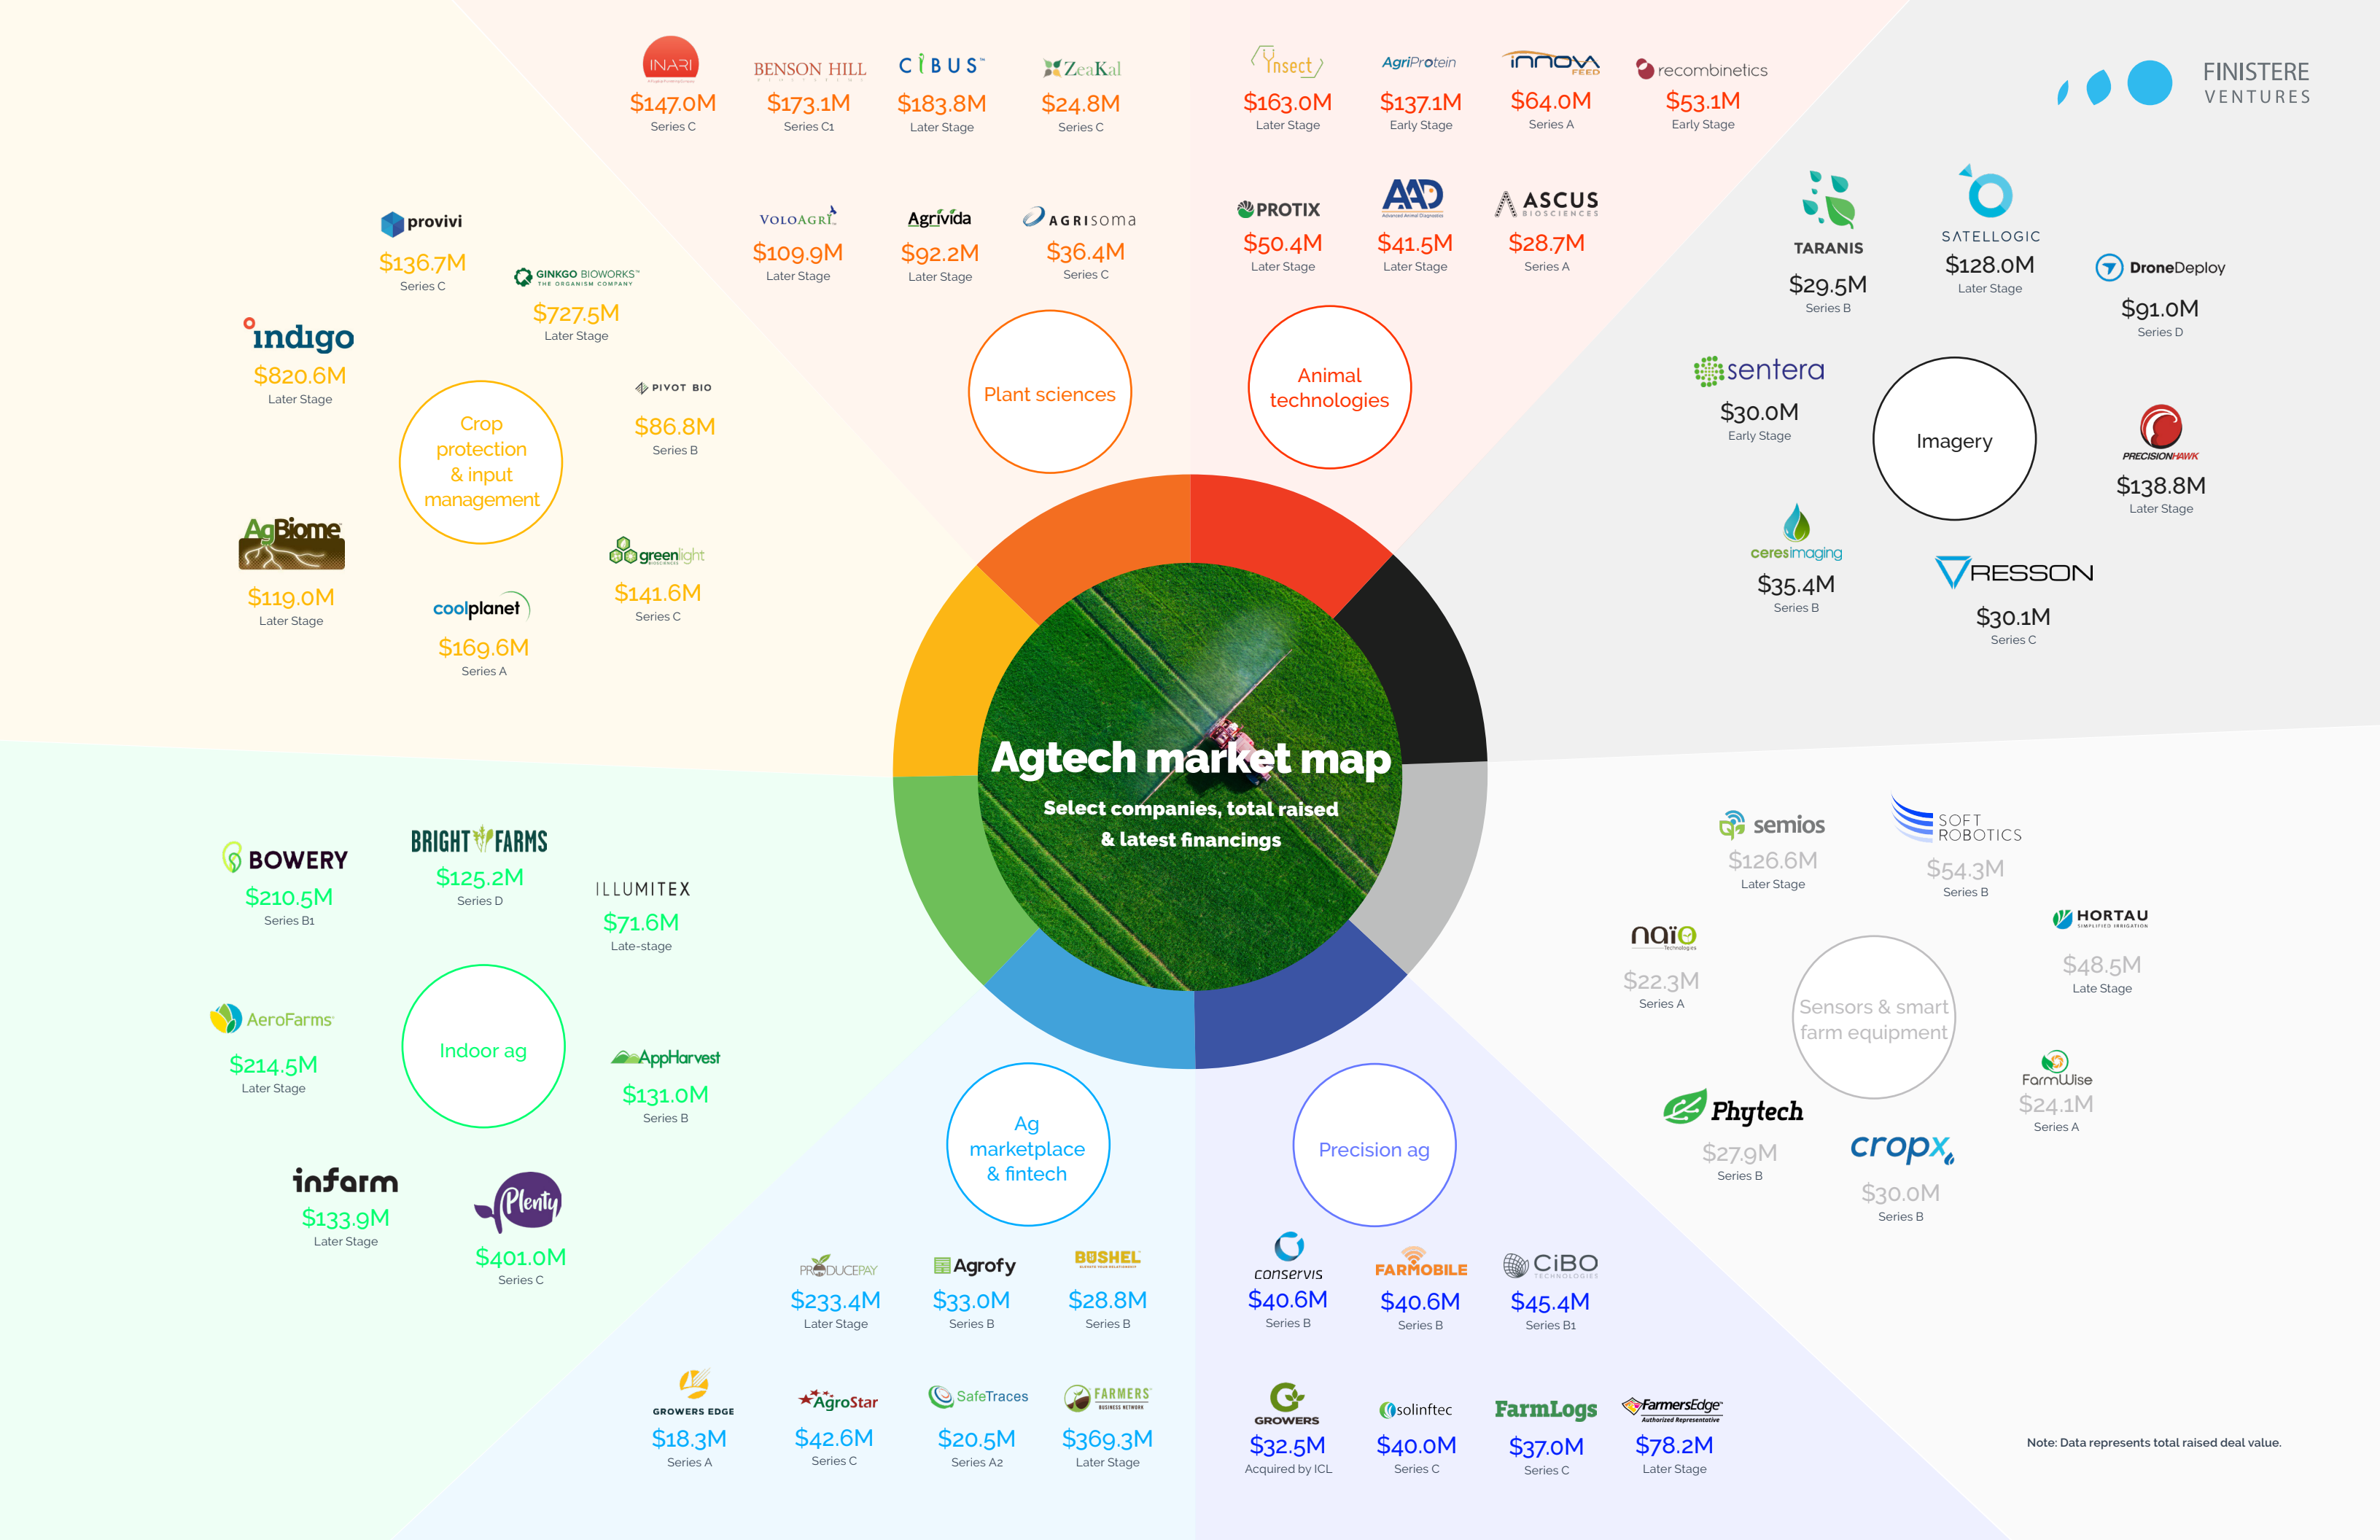 FINISTERE
VENTURES
Agtech market map
Select companies, total raised
& latest financings
Plant sciences
INARI
$147.0M
Series C
BENSON HILL
$173.1M
Series C1
CIBUS™
$183.8M
Later Stage
ZeaKal
$24.8M
Series C
VOLOAGRI
$109.9M
Later Stage
Agrivida
$92.2M
Later Stage
AGRISOMA
$36.4M
Series C
Animal
technologies
Ynsect
$163.0M
Later Stage
AgriProtein
$137.1M
Early Stage
INNOVA
FEED
$64.0M
Series A
recombinetics
$53.1M
Early Stage
PROTIX
$50.4M
Later Stage
AAD
Advanced Animal Diagnostics
$41.5M
Later Stage
ASCUS
BIOSCIENCES
$28.7M
Series A
Imagery
TARANIS
$29.5M
Series B
SATELLOGIC
$128.0M
Later Stage
DroneDeploy
$91.0M
Series D
sentera
$30.0M
Early Stage
PRECISIONHAWK
$138.8M
Later Stage
ceresimaging
$35.4M
Series B
RESSON
$30.1M
Series C
Sensors & smart
farm equipment
semios
$126.6M
Later Stage
SOFT
ROBOTICS
$54.3M
Series B
HORTAU
SIMPLIFIED IRRIGATION
$48.5M
Late Stage
naïo
Technologies
$22.3M
Series A
FarmWise
$24.1M
Series A
Phytech
$27.9M
Series B
cropx
$30.0M
Series B
Precision ag
conservis
$40.6M
Series B
FARMOBILE
$40.6M
Series B
CiBO
TECHNOLOGIES
$45.4M
Series B1
GROWERS
$32.5M
Acquired by ICL
solinftec
$40.0M
Series C
FarmLogs
$37.0M
Series C
FarmersEdge™
Authorized Representative
$78.2M
Later Stage
Ag
marketplace
& fintech
PRODUCEPAY
$233.4M
Later Stage
Agrofy
$33.0M
Series B
BUSHEL™
$28.8M
Series B
GROWERS EDGE
$18.3M
Series A
AgroStar
$42.6M
Series C
SafeTraces
$20.5M
Series A2
FARMERS
BUSINESS NETWORK
$369.3M
Later Stage
Indoor ag
BOWERY
$210.5M
Series B1
BRIGHT FARMS
$125.2M
Series D
ILLUMITEX
$71.6M
Late-stage
AeroFarms
$214.5M
Later Stage
AppHarvest
$131.0M
Series B
infarm
$133.9M
Later Stage
Plenty
$401.0M
Series C
Crop
protection
& input
management
provivi
$136.7M
Series C
GINKGO BIOWORKS™
THE ORGANISM COMPANY
$727.5M
Later Stage
indigo
$820.6M
Later Stage
PIVOT BIO
$86.8M
Series B
AgBiome
$119.0M
Later Stage
greenlight
BIOSCIENCES
$141.6M
Series C
coolplanet
$169.6M
Series A
Note: Data represents total raised deal value.